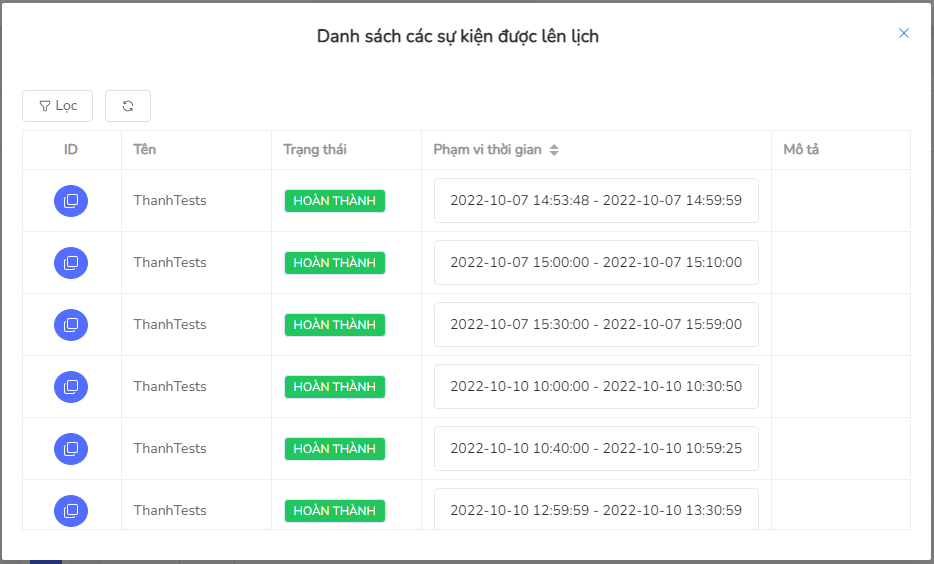 Danh sách các sự kiện được lên lịch
Lọc
ID Tên Trạng thái Phạm vi thời gian Mô tả
ThanhTests HOÀN THÀNH 2022-10-07 14:53:48 - 2022-10-07 14:59:59
ThanhTests HOÀN THÀNH 2022-10-07 15:00:00 - 2022-10-07 15:10:00
ThanhTests HOÀN THÀNH 2022-10-07 15:30:00 - 2022-10-07 15:59:00
ThanhTests HOÀN THÀNH 2022-10-10 10:00:00 - 2022-10-10 10:30:50
ThanhTests HOÀN THÀNH 2022-10-10 10:40:00 - 2022-10-10 10:59:25
ThanhTests HOÀN THÀNH 2022-10-10 12:59:59 - 2022-10-10 13:30:59